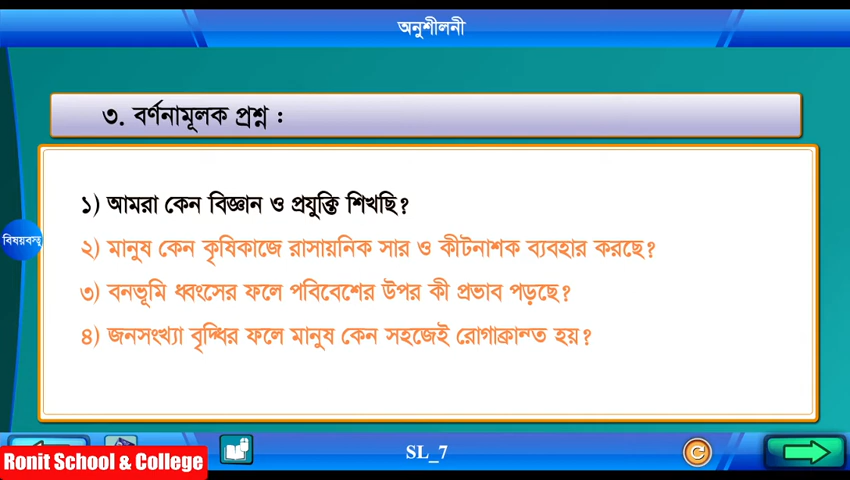 অনুশীলনী
৩. বর্ণনামূলক প্রশ্ন :
১) আমরা কেন বিজ্ঞান ও প্রযুক্তি শিখছি?
২) মানুষ কেন কৃষিকাজে রাসায়নিক সার ও কীটনাশক ব্যবহার করছে?
বিষয়বস্তু
৩) বনভূমি ধ্বংসের ফলে পবিবেশের উপর কী প্রভাব পড়ছে?
৪) জনসংখ্যা বৃদ্ধির ফলে মানুষ কেন সহজেই রোগাক্রান্ত হয়?
SL_7
Ronit School & College